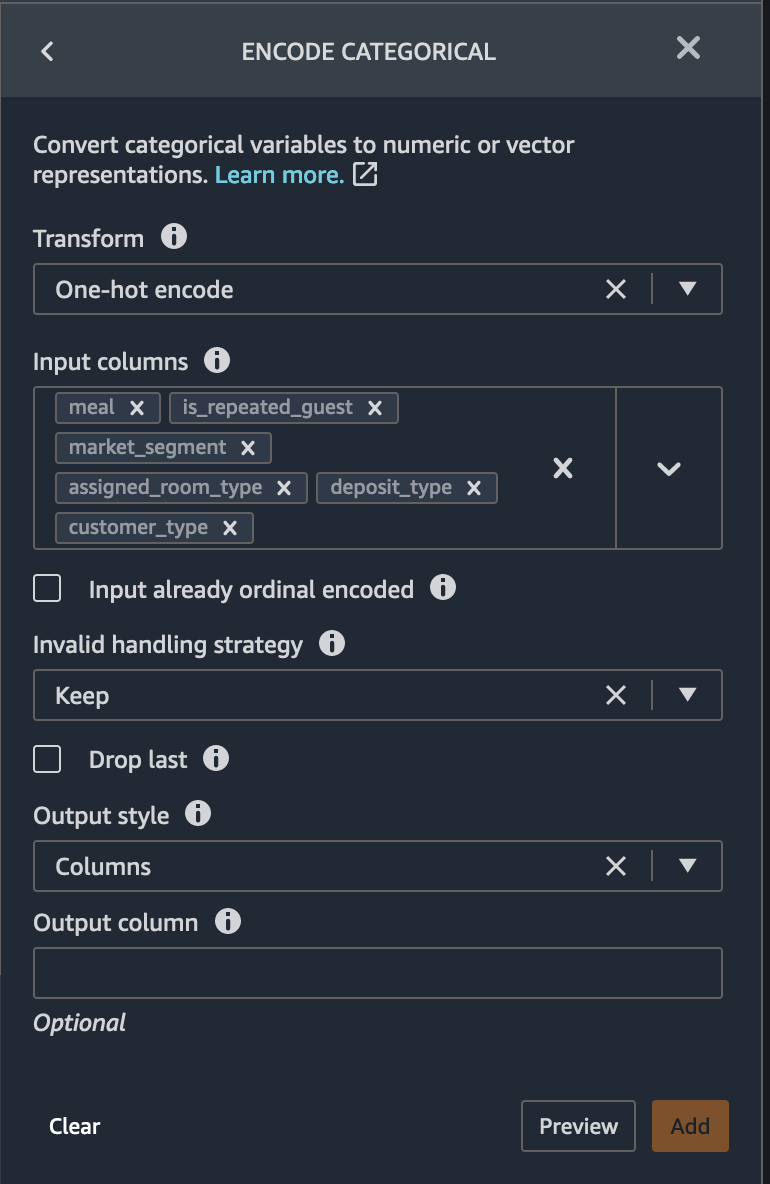 ENCODE CATEGORICAL
Convert categorical variables to numeric or vector
representations. Learn more.
Transform
One-hot encode
Input columns
meal is_repeated_guest
market_segment
assigned_room_type deposit_type
customer_type
Input already ordinal encoded
Invalid handling strategy
Keep
Drop last
Output style
Columns
Output column
Optional
Clear Preview Add